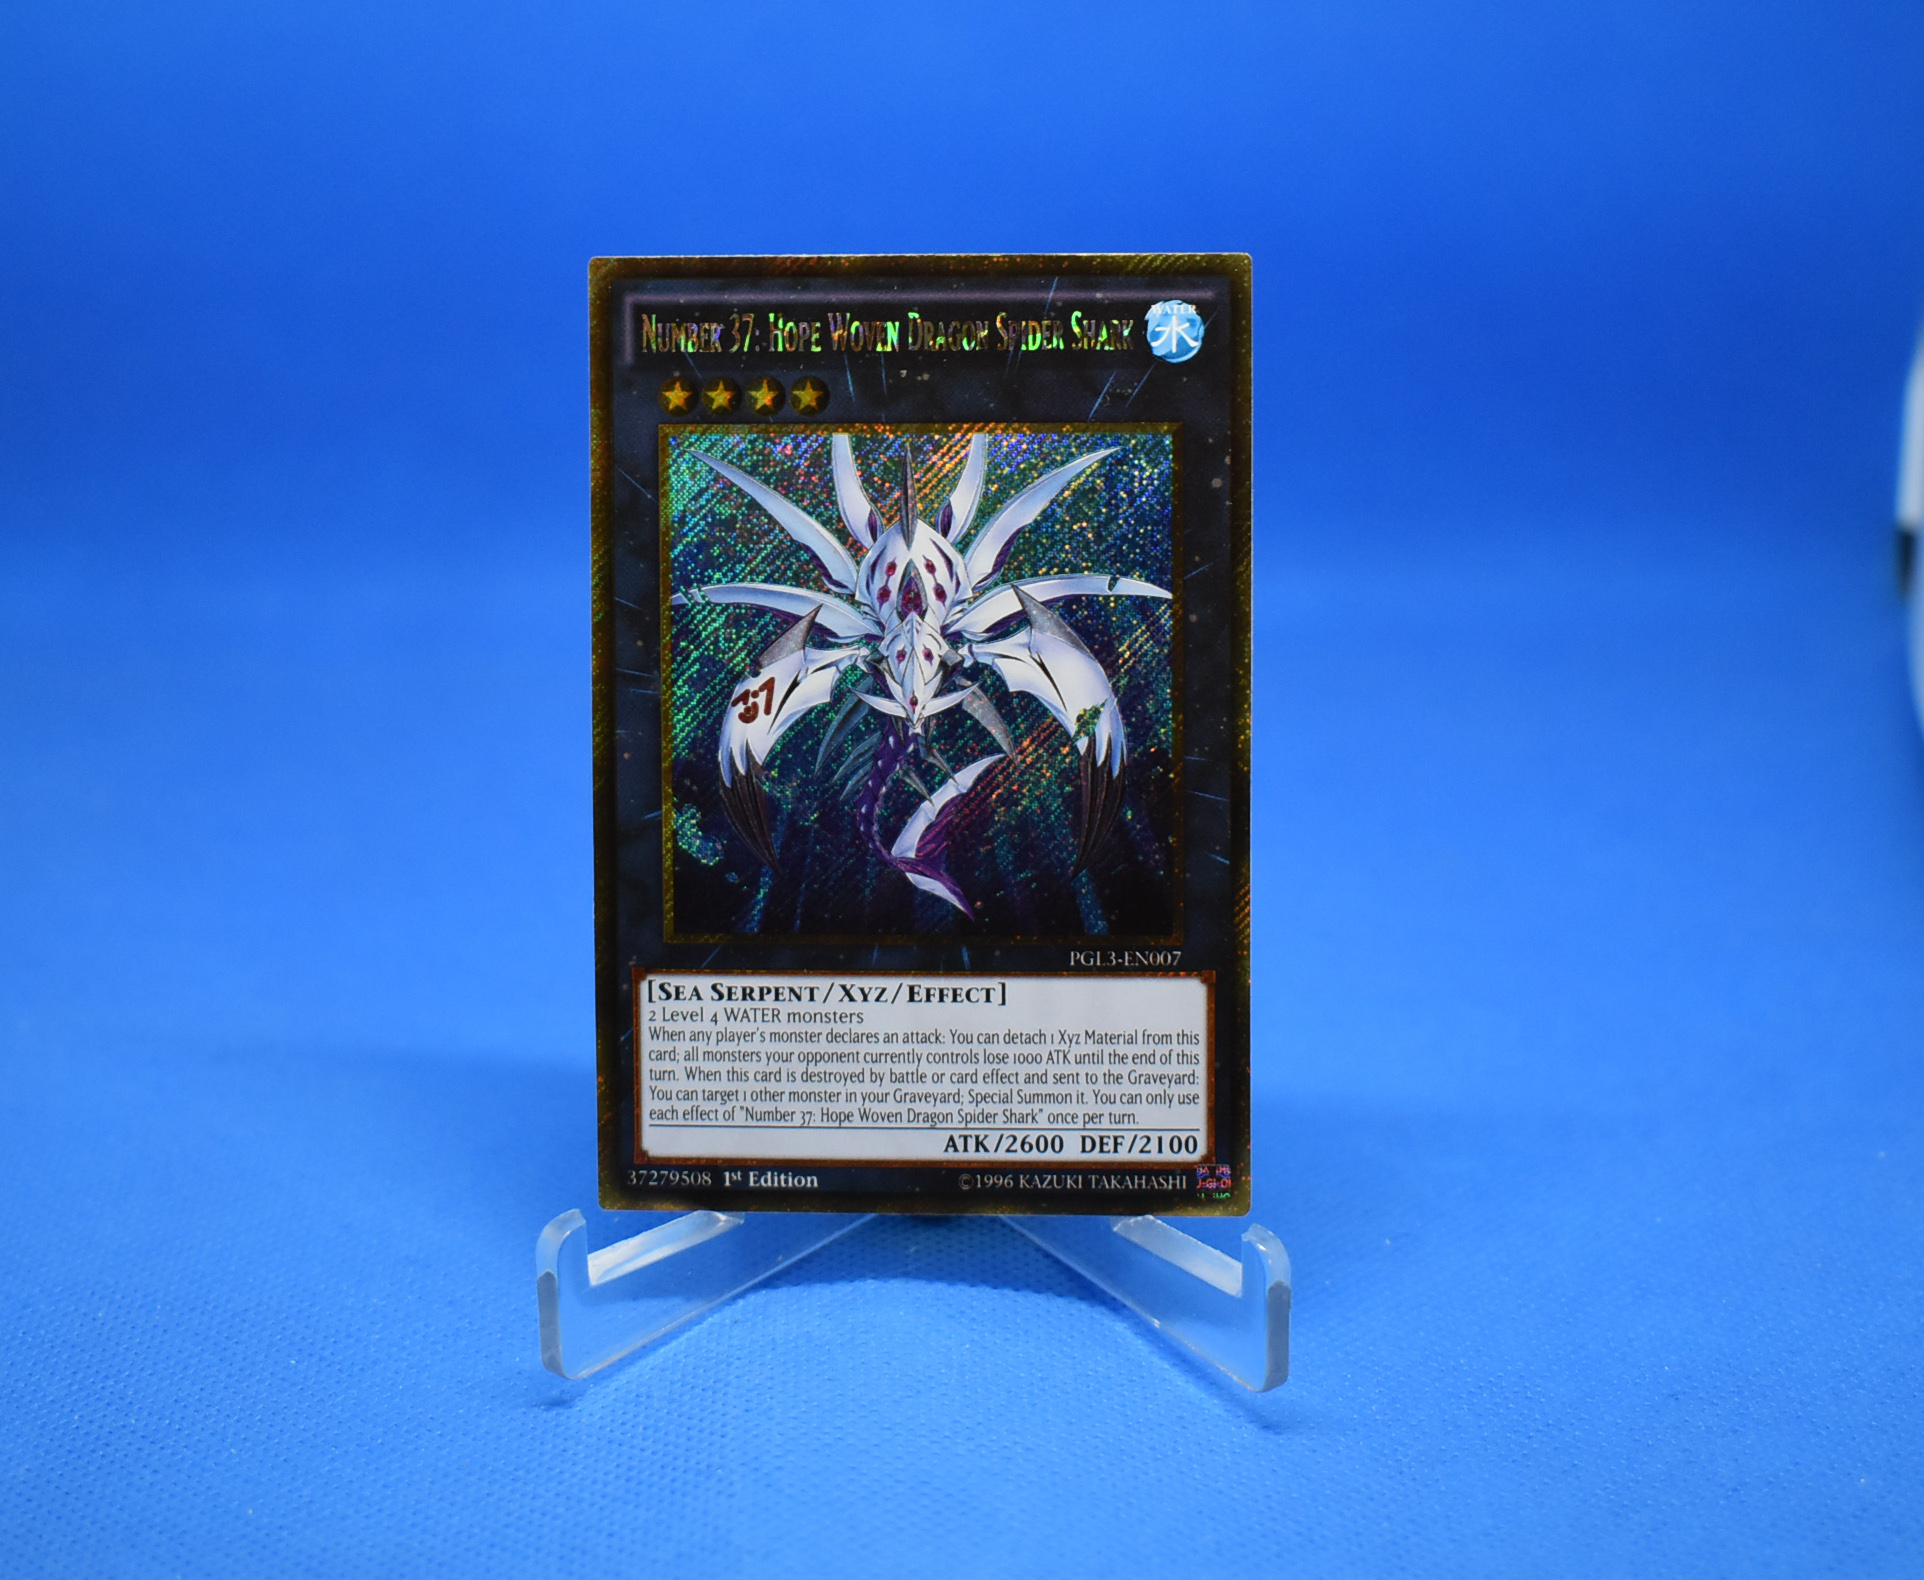 Number 37: Hope Woven Dragon Spider Shark
WATER
水
37
PGL3-EN007
[Sea Serpent/Xyz/Effect]
2 Level 4 WATER monsters
When any player's monster declares an attack: You can detach 1 Xyz Material from this
card; all monsters your opponent currently controls lose 1000 ATK until the end of this
turn. When this card is destroyed by battle or card effect and sent to the Graveyard:
You can target 1 other monster in your Graveyard; Special Summon it. You can only use
each effect of "Number 37: Hope Woven Dragon Spider Shark" once per turn.
ATK/2600 DEF/2100
37279508 1st Edition ©1996 KAZUKI TAKAHASHI